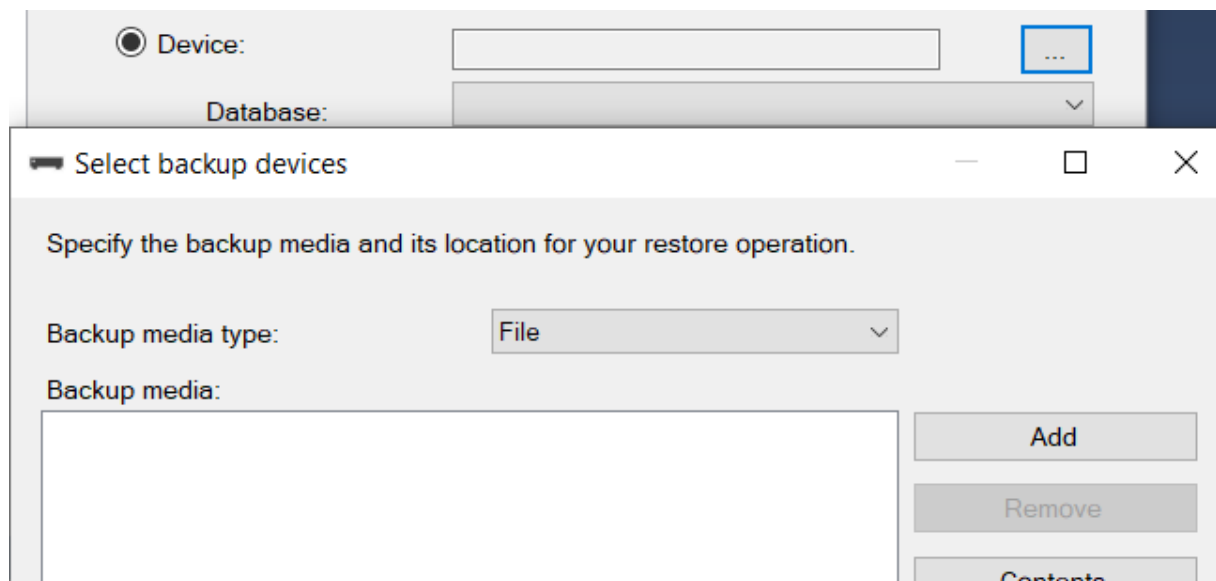 Device:
...
Database:
Select backup devices
Specify the backup media and its location for your restore operation.
Backup media type:
File
Backup media:
Add
Remove
Contents